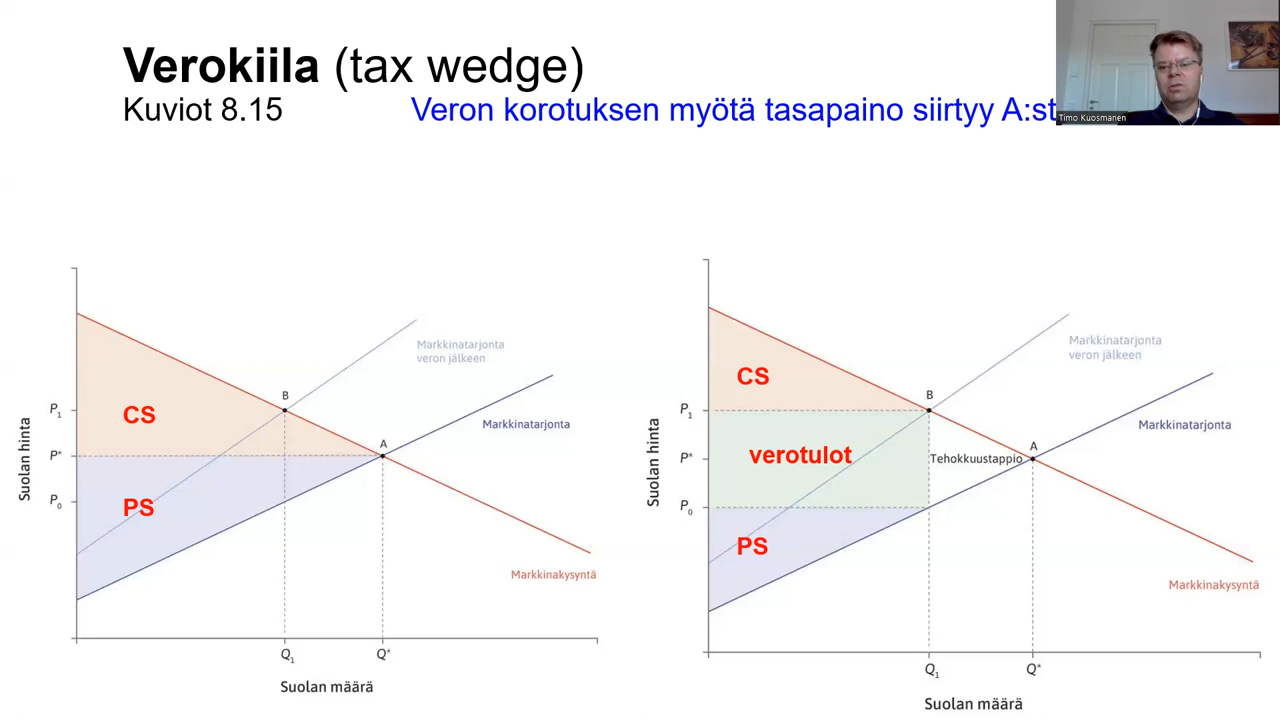 Verokiila (tax wedge)
Kuviot 8.15
Veron korotuksen myötä tasapaino siirtyy A:st
Timo Kuosmanen
Suolan hinta
P1
P*
P0
CS
PS
B
A
Markkinatarjonta
veron jälkeen
Markkinatarjonta
Markkinakysyntä
Q1
Q*
Suolan määrä
Suolan hinta
P1
P*
P0
CS
verotulot
PS
B
A
Tehokkuustappio
Markkinatarjonta
veron jälkeen
Markkinatarjonta
Markkinakysyntä
Q1
Q*
Suolan määrä